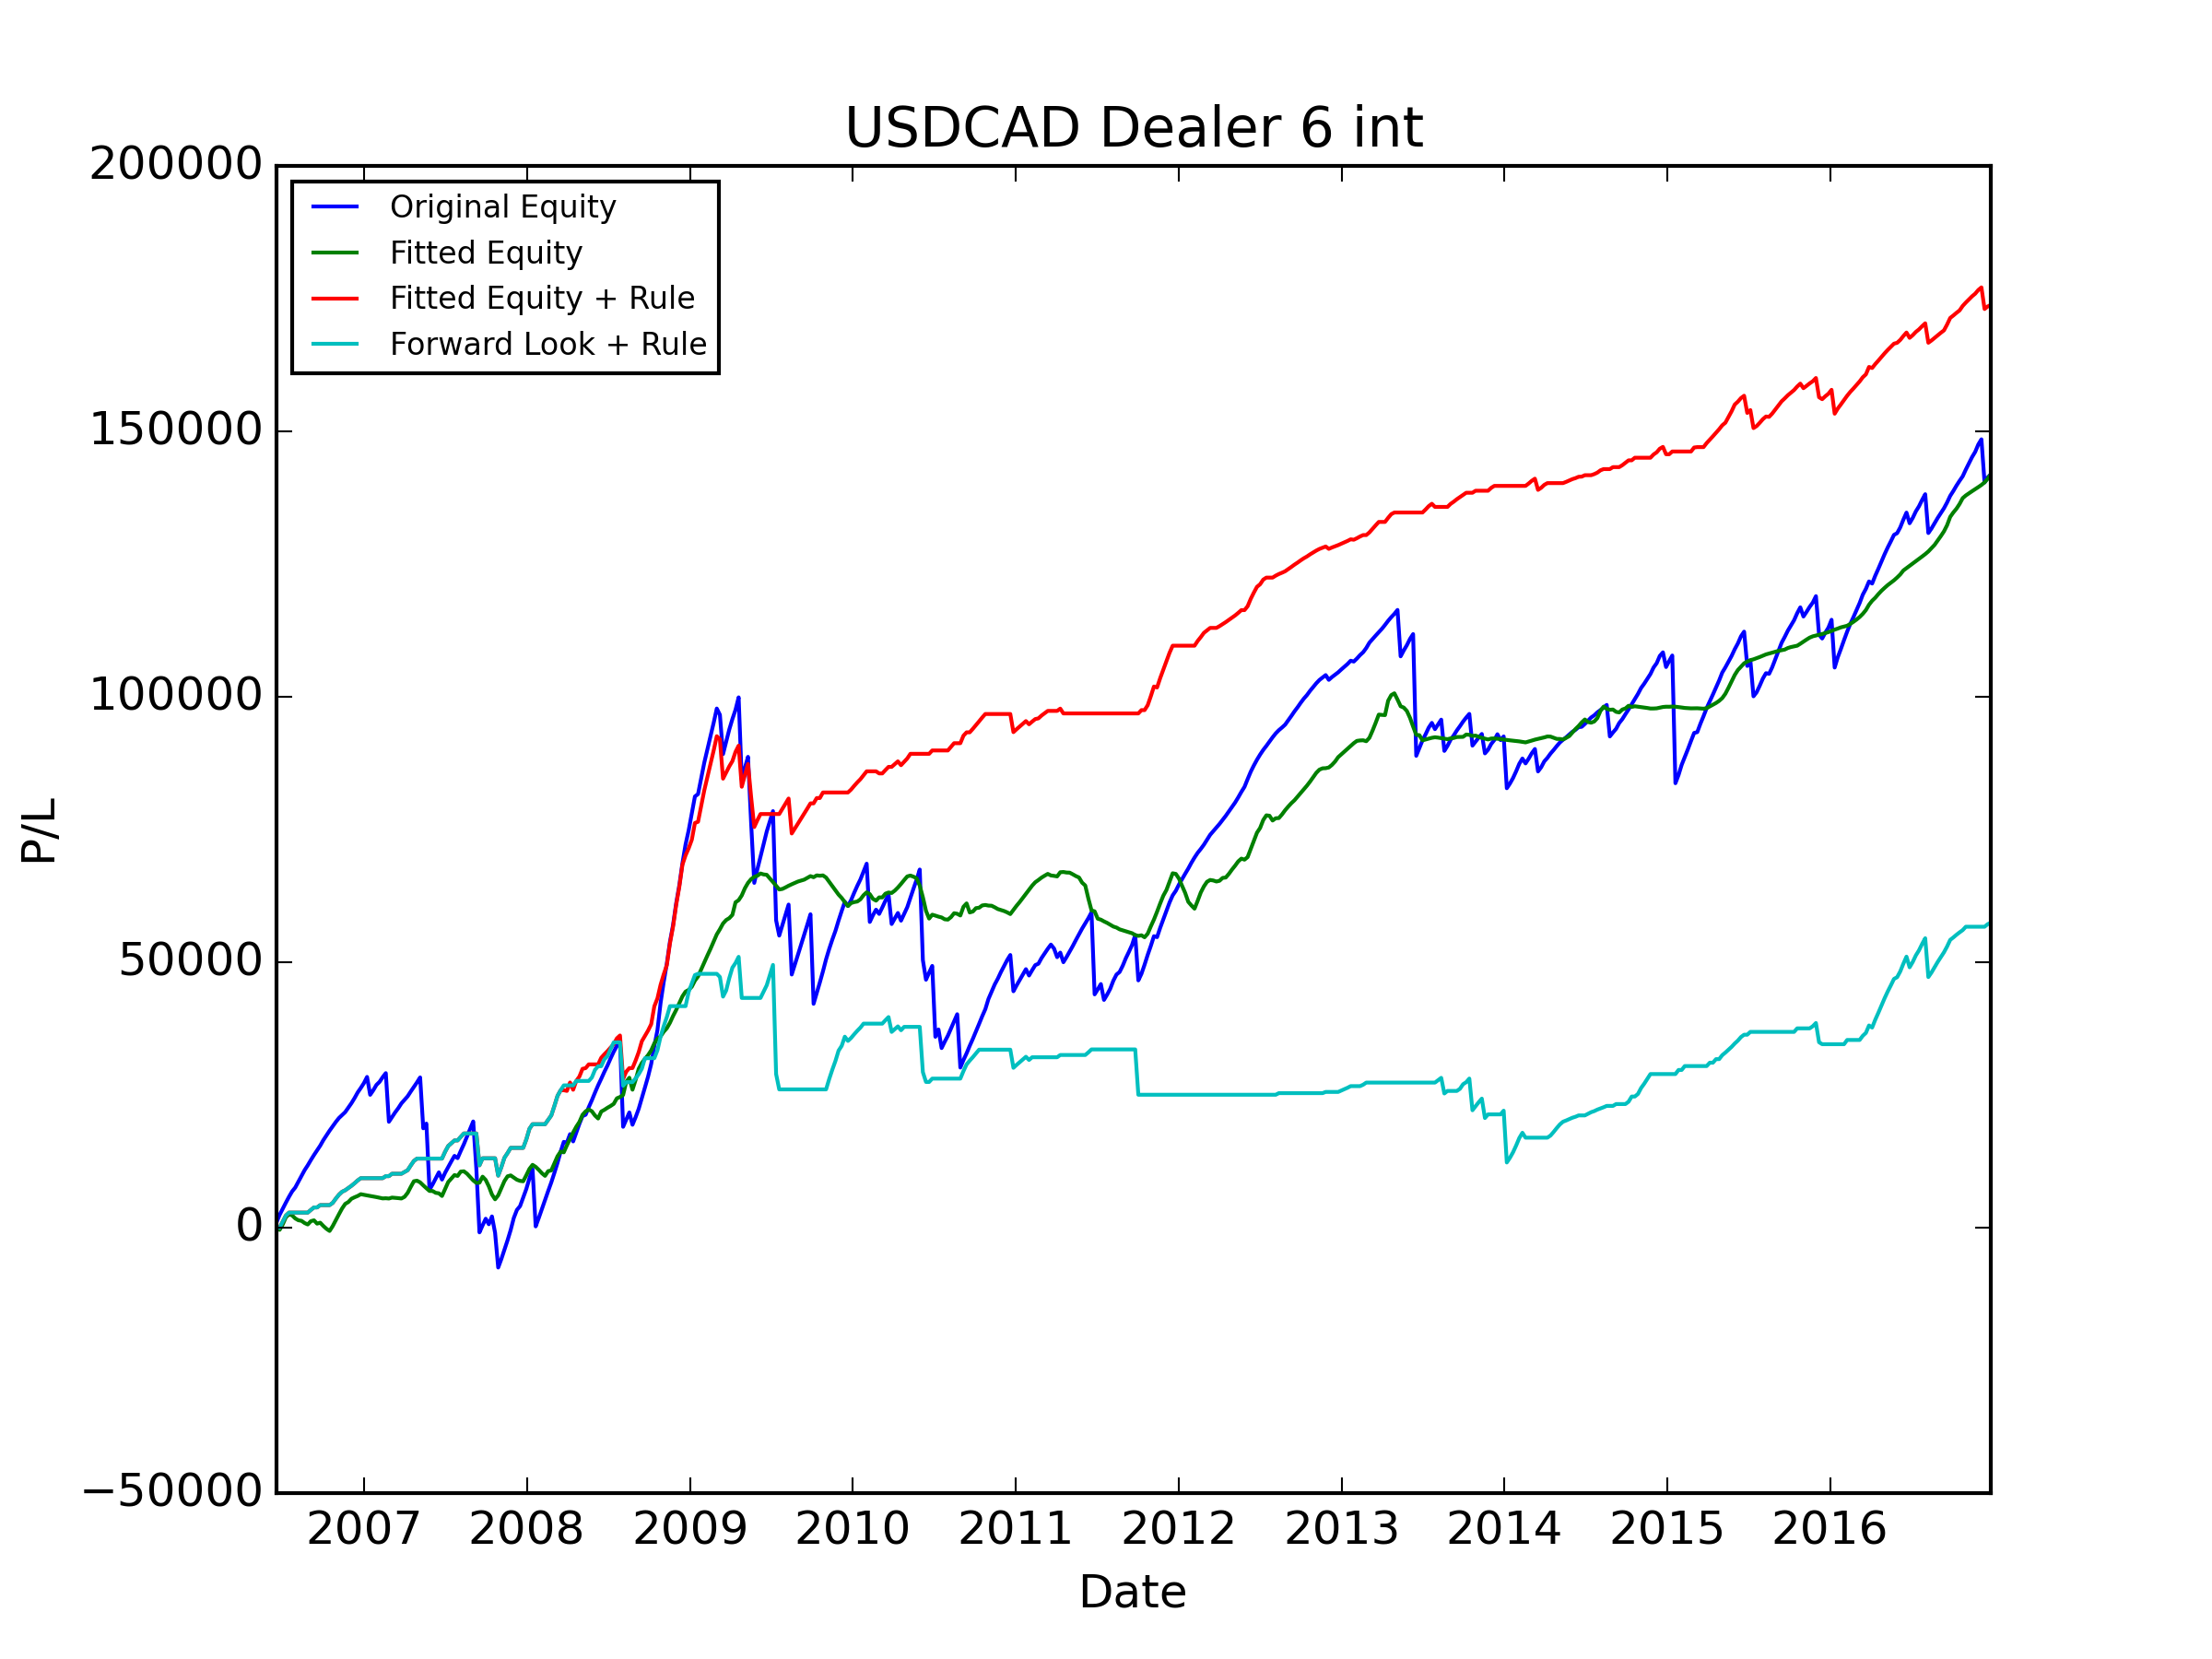 USDCAD Dealer 6 int
200000
150000
100000
50000
0
−50000
Original Equity
Fitted Equity
Fitted Equity + Rule
Forward Look + Rule
P/L
2007 2008 2009 2010 2011 2012 2013 2014 2015 2016
Date